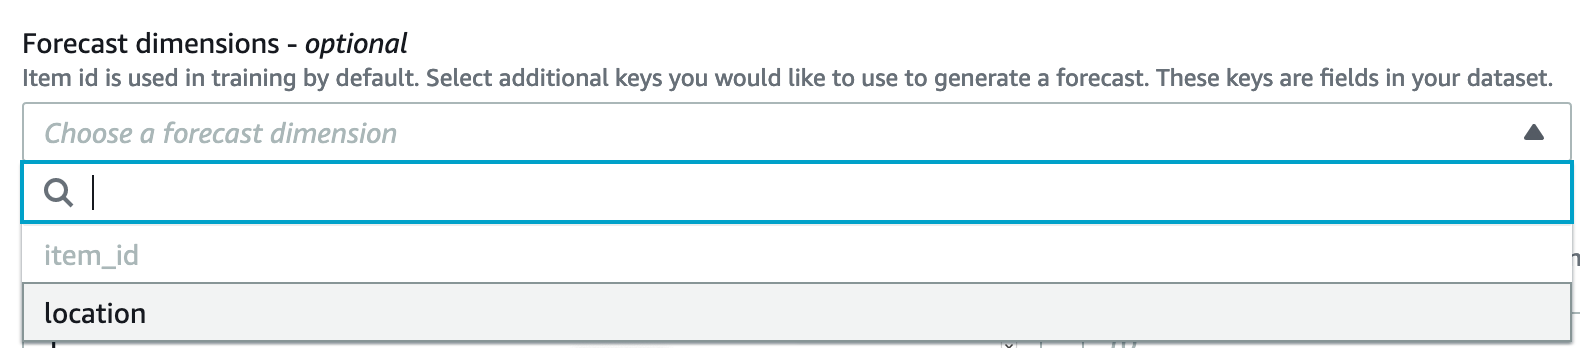 Forecast dimensions - optional
Item id is used in training by default. Select additional keys you would like to use to generate a forecast. These keys are fields in your dataset.
Choose a forecast dimension
item_id
location